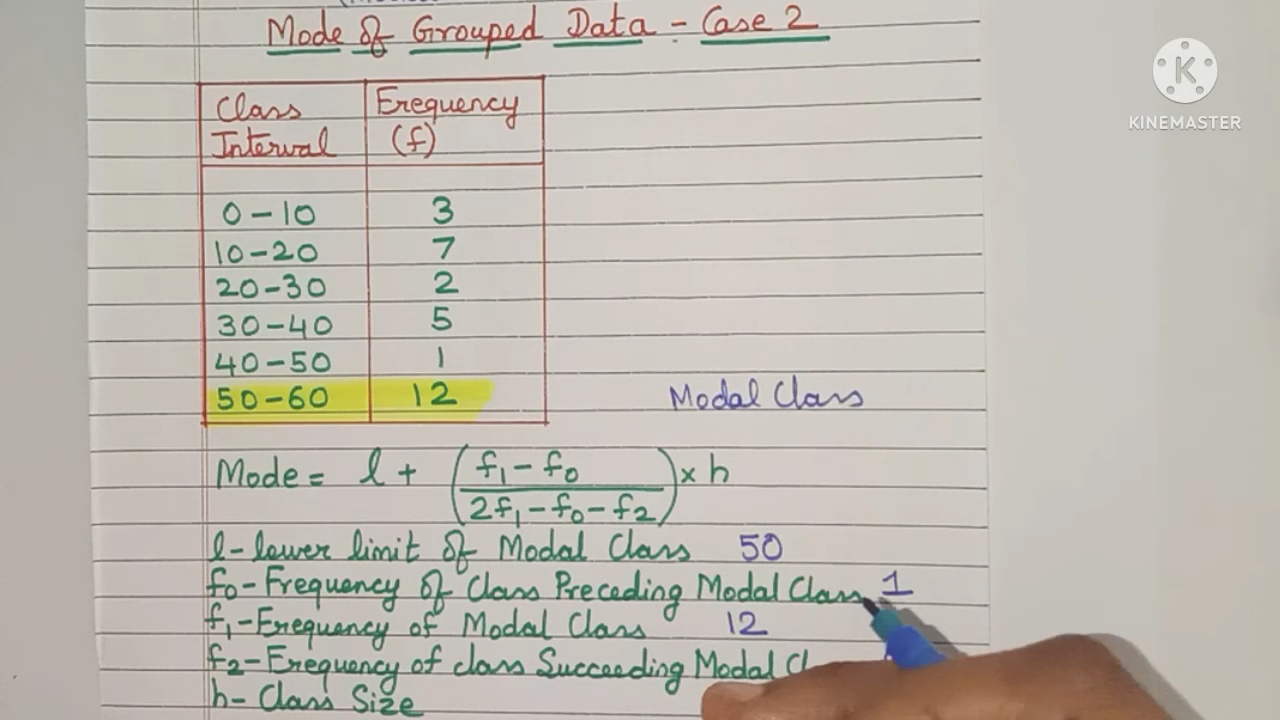 Mode of Grouped Data - Case 2
K
KINEMASTER
Class Interval Frequency (f)
0-10 3
10-20 7
20-30 2
30-40 5
40-50 1
50-60 12 Modal Class
Mode = l + (f1 - f0 / 2f1 - f0 - f2) × h
l - lower limit of Modal Class 50
f0 - Frequency of Class Preceding Modal Class 1
f1 - Frequency of Modal Class 12
f2 - Frequency of class Succeeding Modal Cl
h - Class Size